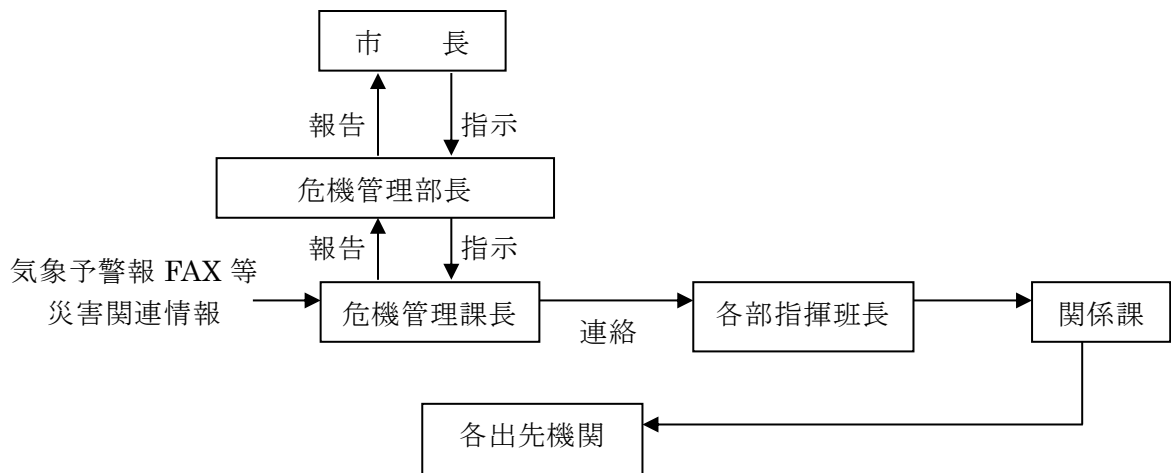 市　　長
報告
指示
危機管理部長
報告
指示
気象予警報 FAX 等
災害関連情報
危機管理課長
連絡
各部指揮班長
関係課
各出先機関